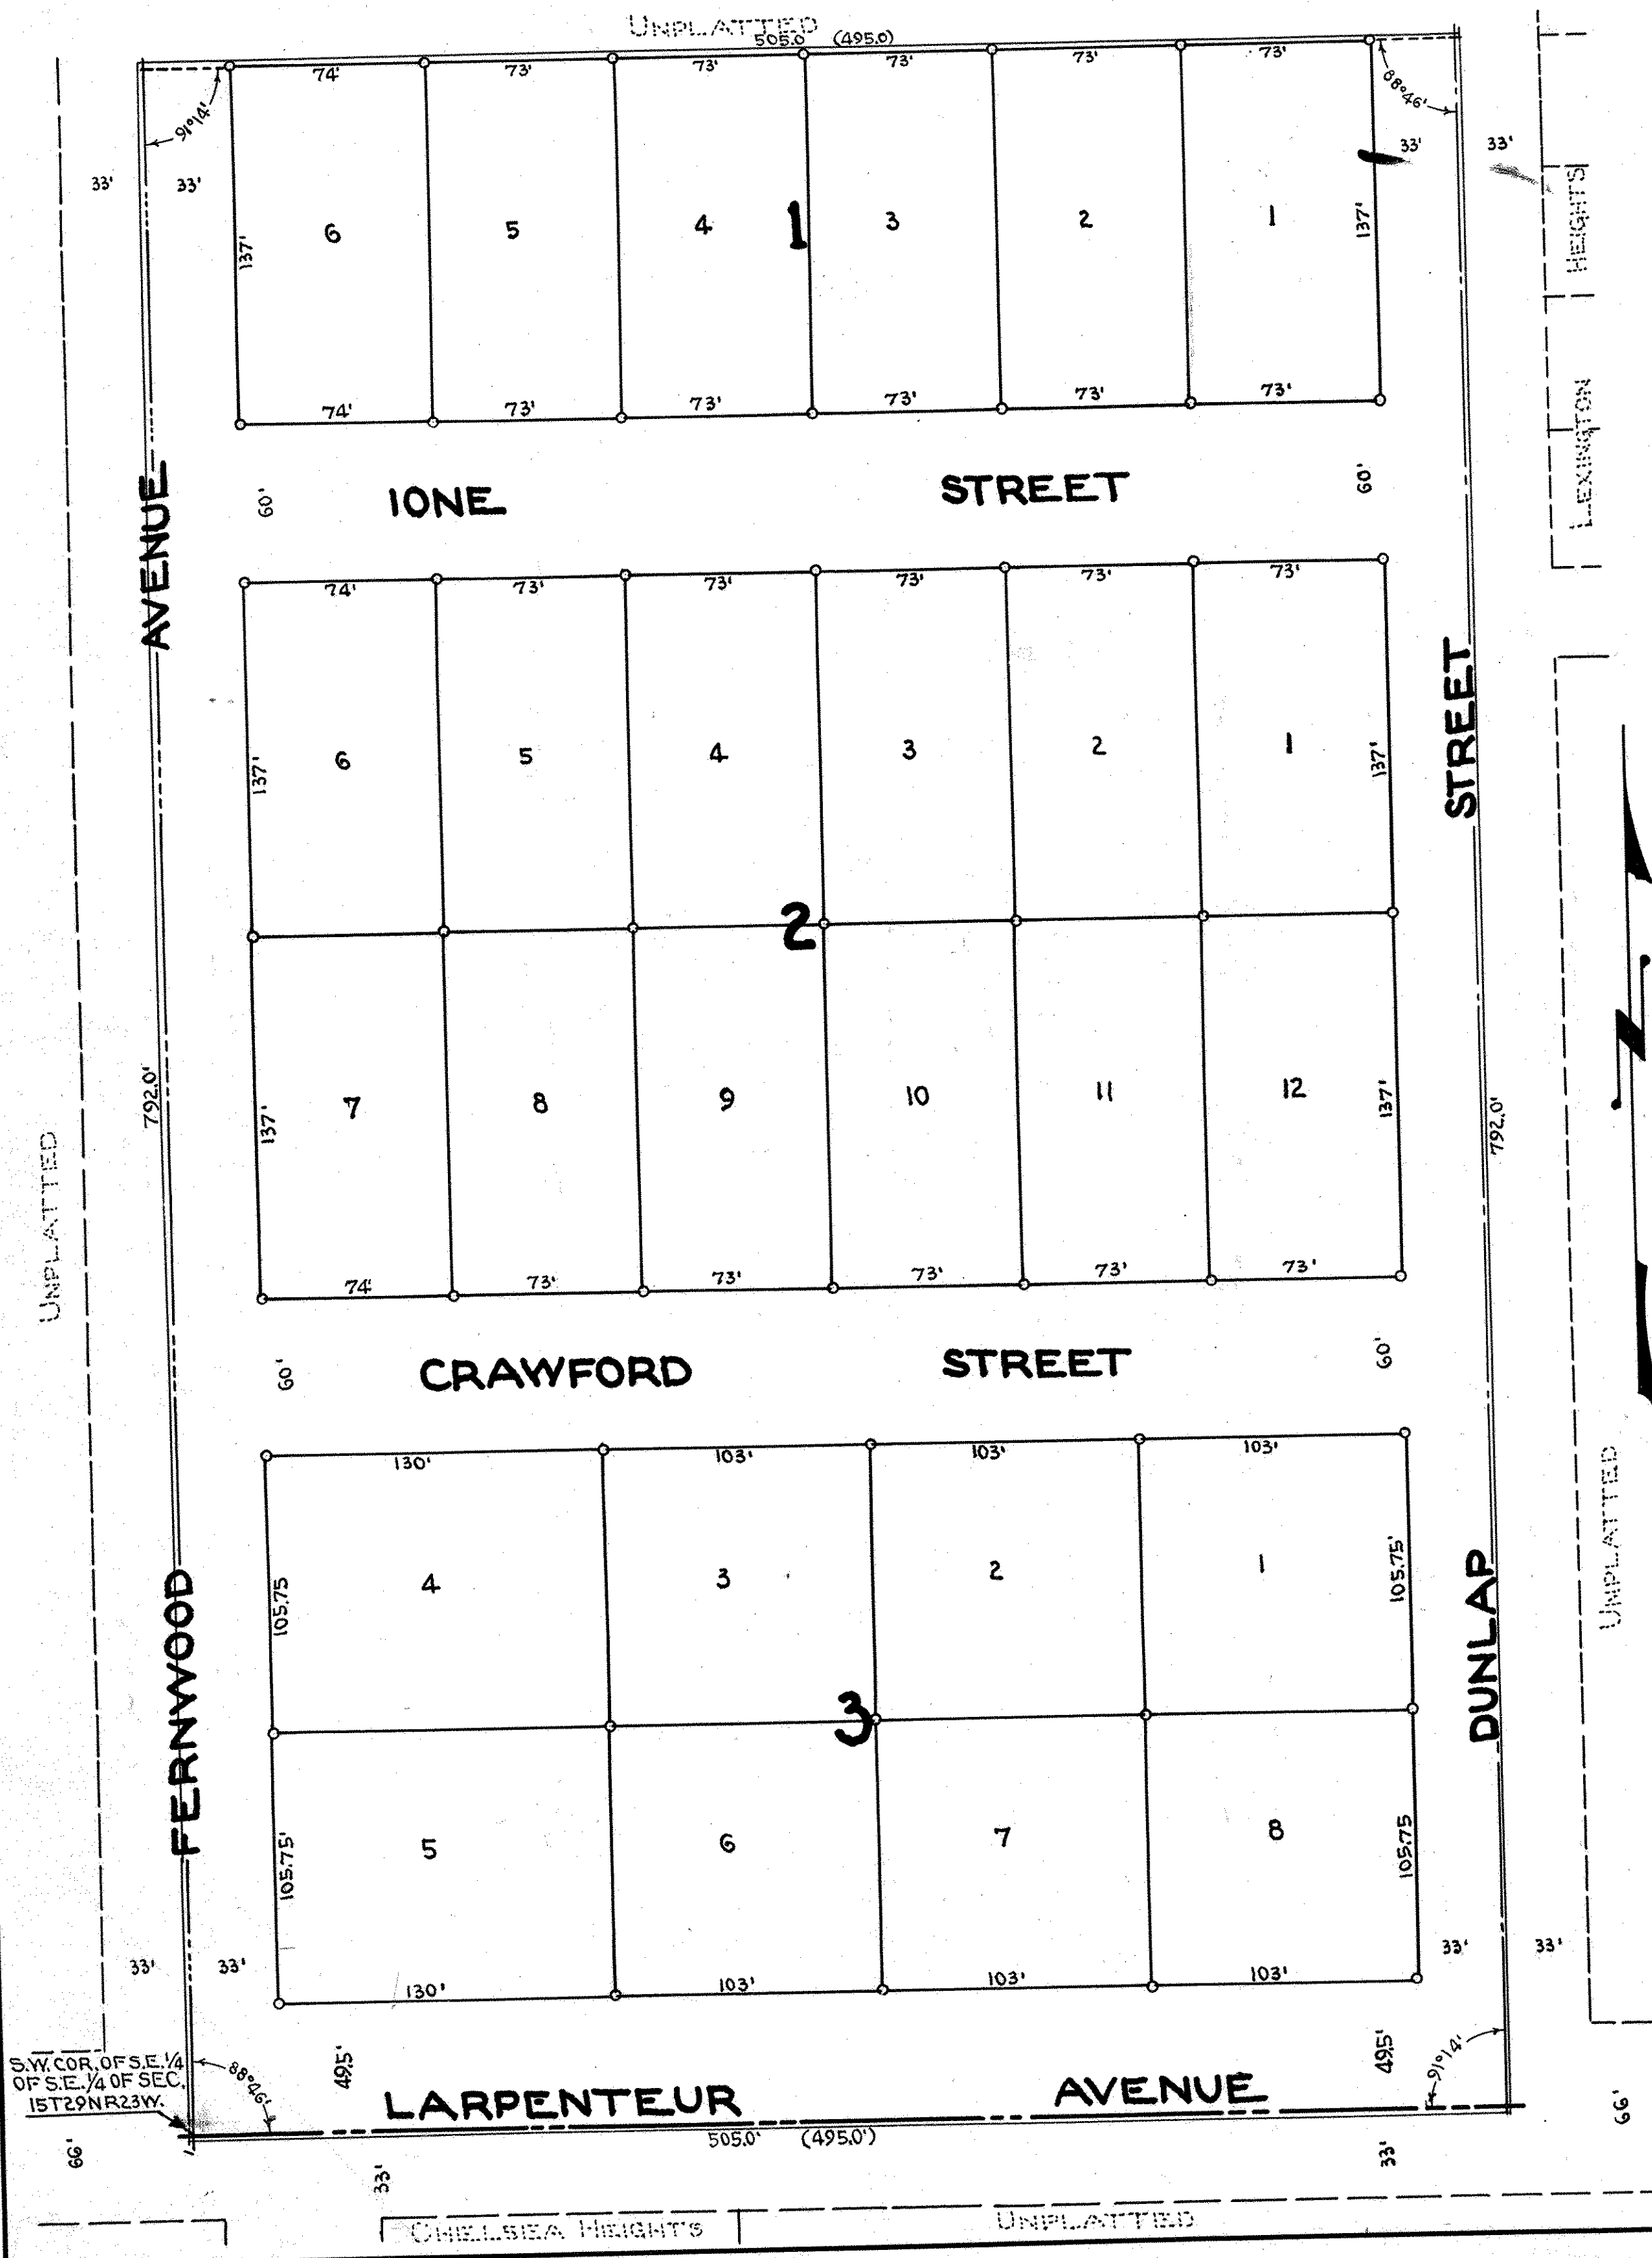 UNPLATTED
505.0 (495.0)
74' 73' 73' 73' 73' 73'
91°14' 88°46'
33' 33' 33' 33'
137' 6 5 4 1 3 2 1 137'
HEIGHTS
LEXINGTON
74' 73' 73' 73' 73' 73'
60' IONE STREET 60'
AVENUE
74' 73' 73' 73' 73' 73'
137' 6 5 4 3 2 1 137'
STREET
2
792.0' 137' 7 8 9 10 11 12 137' 792.0'
UNPLATTED
74' 73' 73' 73' 73' 73'
60' CRAWFORD STREET 60'
130' 103' 103' 103'
UNPLATTED
105.75 4 3 2 1 105.75'
FERNWOOD
DUNLAP
3
105.75' 5 6 7 8 105.75
33' 33' 33' 33'
130' 103' 103' 103'
S.W. COR. OF S.E. 1/4
OF S.E. 1/4 OF SEC.
15 T29N R23W.
88°46' 49.5' 49.5' 91°14'
LARPENTEUR AVENUE
505.0' (495.0')
66' 33' 33' 66'
CHELSEA HEIGHTS UNPLATTED